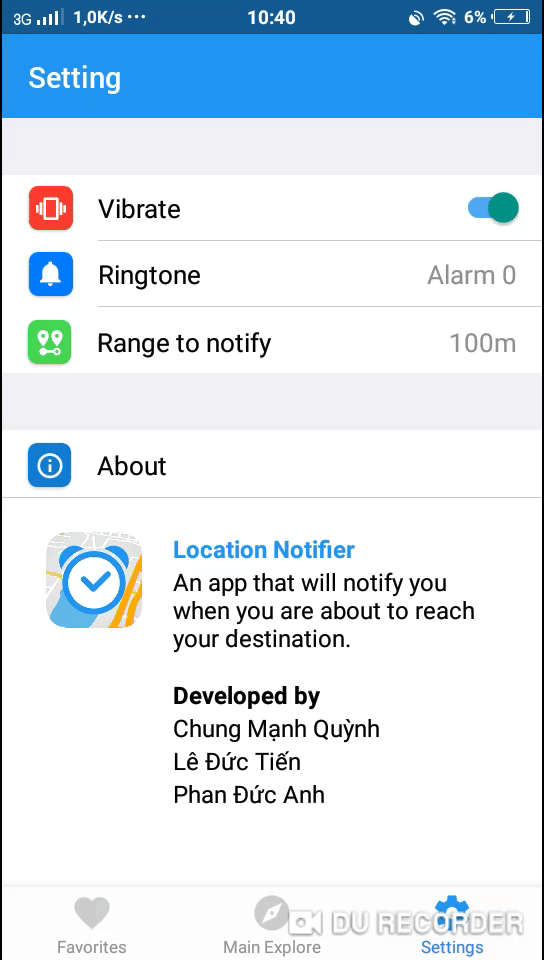 3G 1,0K/s ··· 10:40 6%
Setting
Vibrate
Ringtone Alarm 0
Range to notify 100m
About
Location Notifier
An app that will notify you
when you are about to reach
your destination.
Developed by
Chung Mạnh Quỳnh
Lê Đức Tiến
Phan Đức Anh
DU RECORDER
Favorites Main Explore Settings